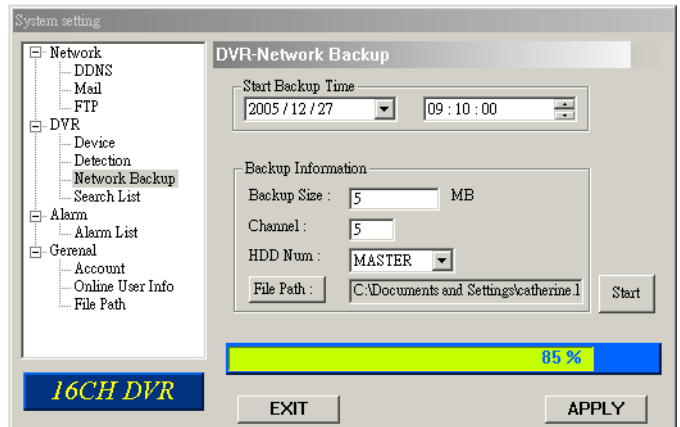 System setting
Network
DDNS
Mail
FTP
DVR
Device
Detection
Network Backup
Search List
Alarm
Alarm List
Gerenal
Account
Online User Info
File Path
16CH DVR
DVR-Network Backup
Start Backup Time
2005 / 12 / 27 09 : 10 : 00
Backup Information
Backup Size : 5 MB
Channel : 5
HDD Num : MASTER
File Path : C:\Documents and Settings\catherine.l
Start
85 %
EXIT APPLY